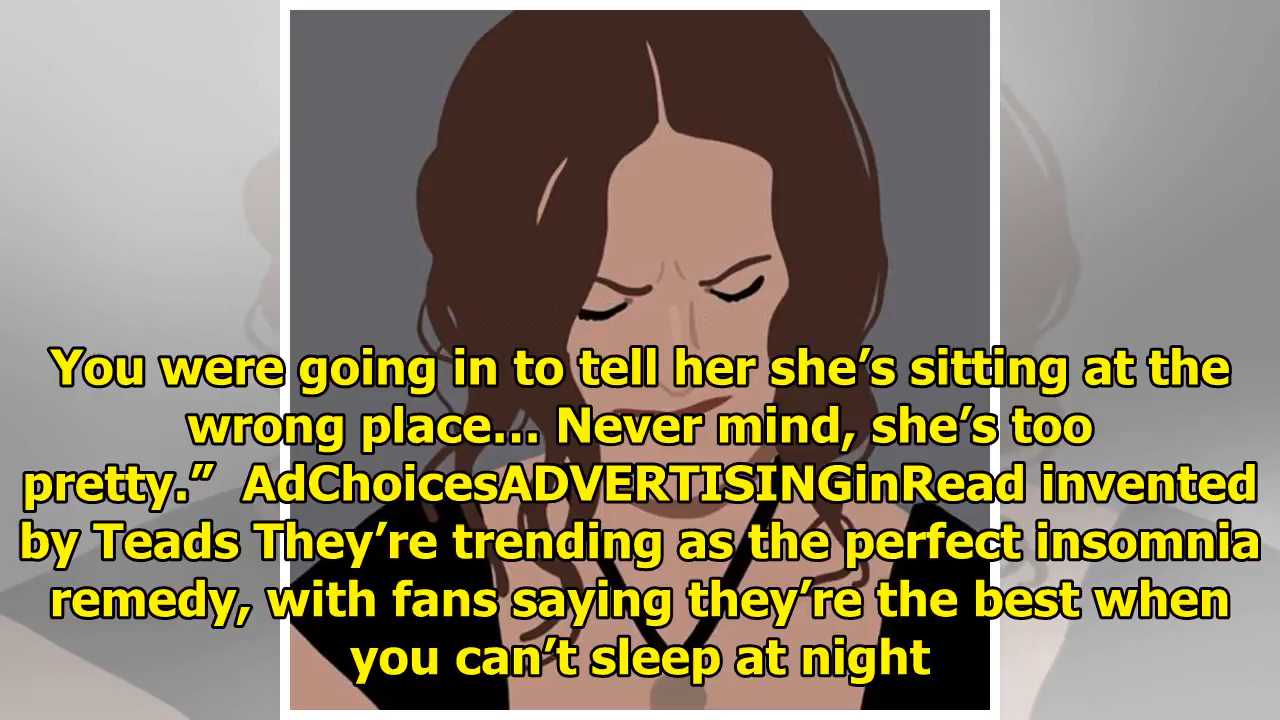 You were going in to tell her she’s sitting at the
wrong place... Never mind, she’s too
pretty.”  AdChoicesADVERTISINGinRead invented
by Teads They’re trending as the perfect insomnia
remedy, with fans saying they’re the best when
you can’t sleep at night